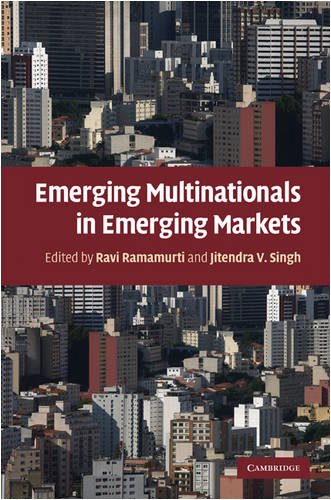 Emerging Multinationals
in Emerging Markets
Edited by Ravi Ramamurti and Jitendra V. Singh
CAMBRIDGE